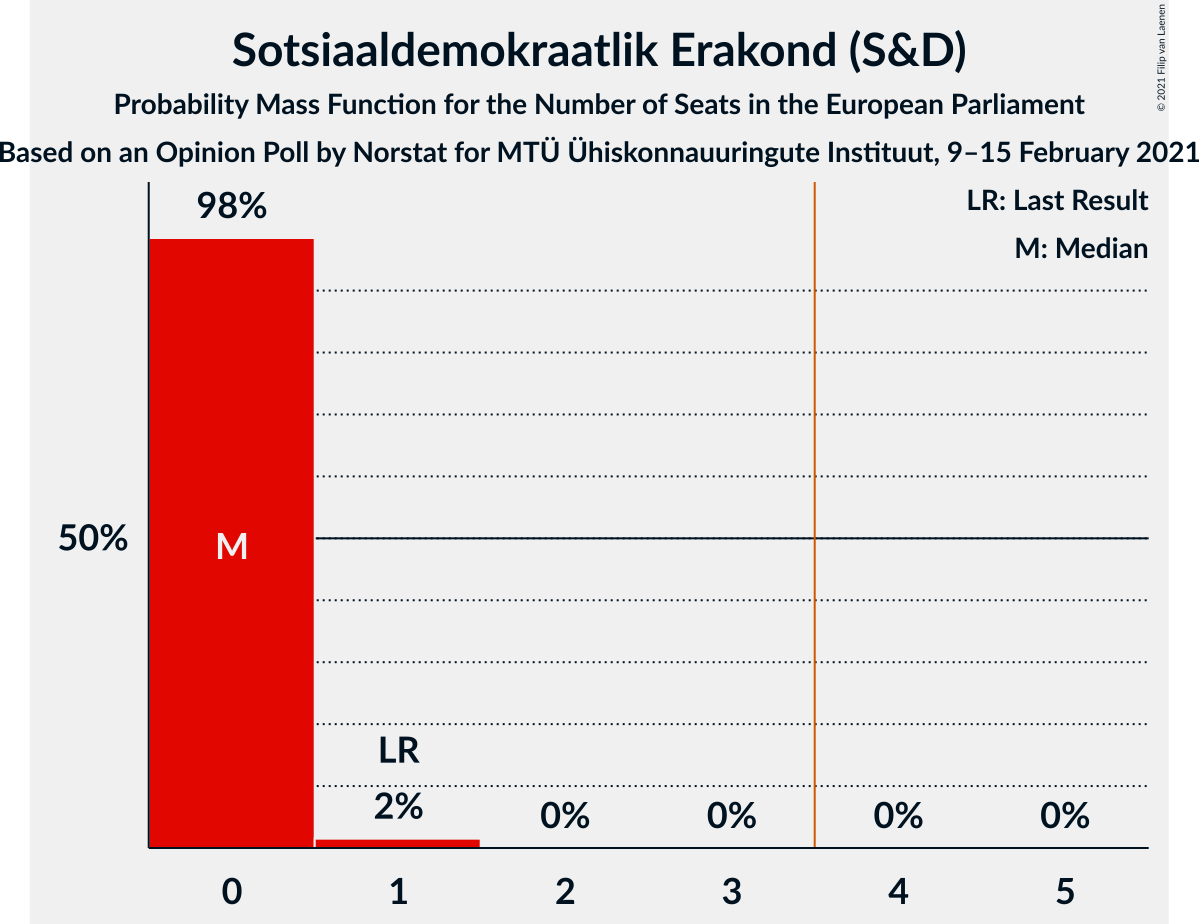 Sotsiaaldemokraatlik Erakond (S&D)
Probability Mass Function for the Number of Seats in the European Parliament
Based on an Opinion Poll by Norstat for MTÜ Ühiskonnauuringute Instituut, 9–15 February 2021
© 2021 Filip van Laenen
LR: Last Result
M: Median
98%
50%
M
LR
2%
0%
0%
0%
0%
0
1
2
3
4
5